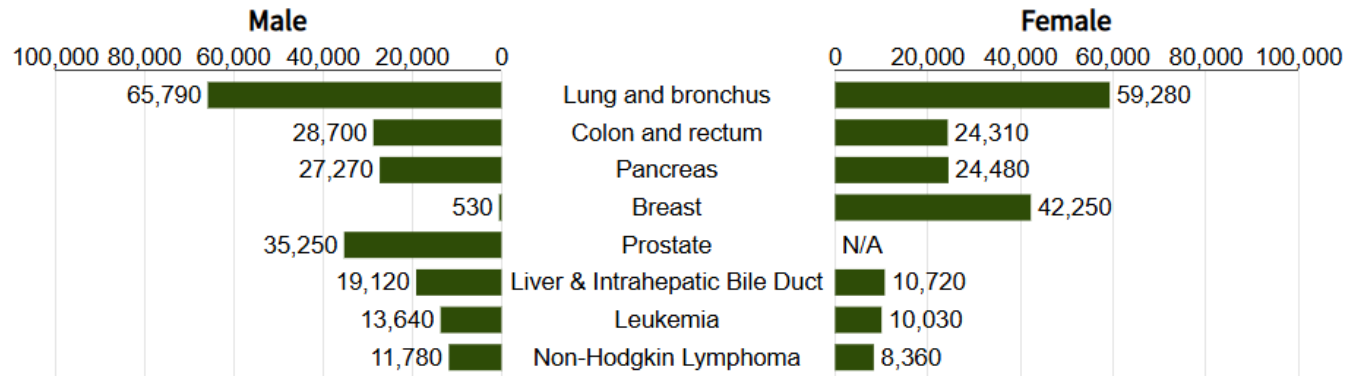 Male Female
100,000 80,000 60,000 40,000 20,000 0 0 20,000 40,000 60,000 80,000 100,000
65,790 Lung and bronchus 59,280
28,700 Colon and rectum 24,310
27,270 Pancreas 24,480
530 Breast 42,250
35,250 Prostate N/A
19,120 Liver & Intrahepatic Bile Duct 10,720
13,640 Leukemia 10,030
11,780 Non-Hodgkin Lymphoma 8,360